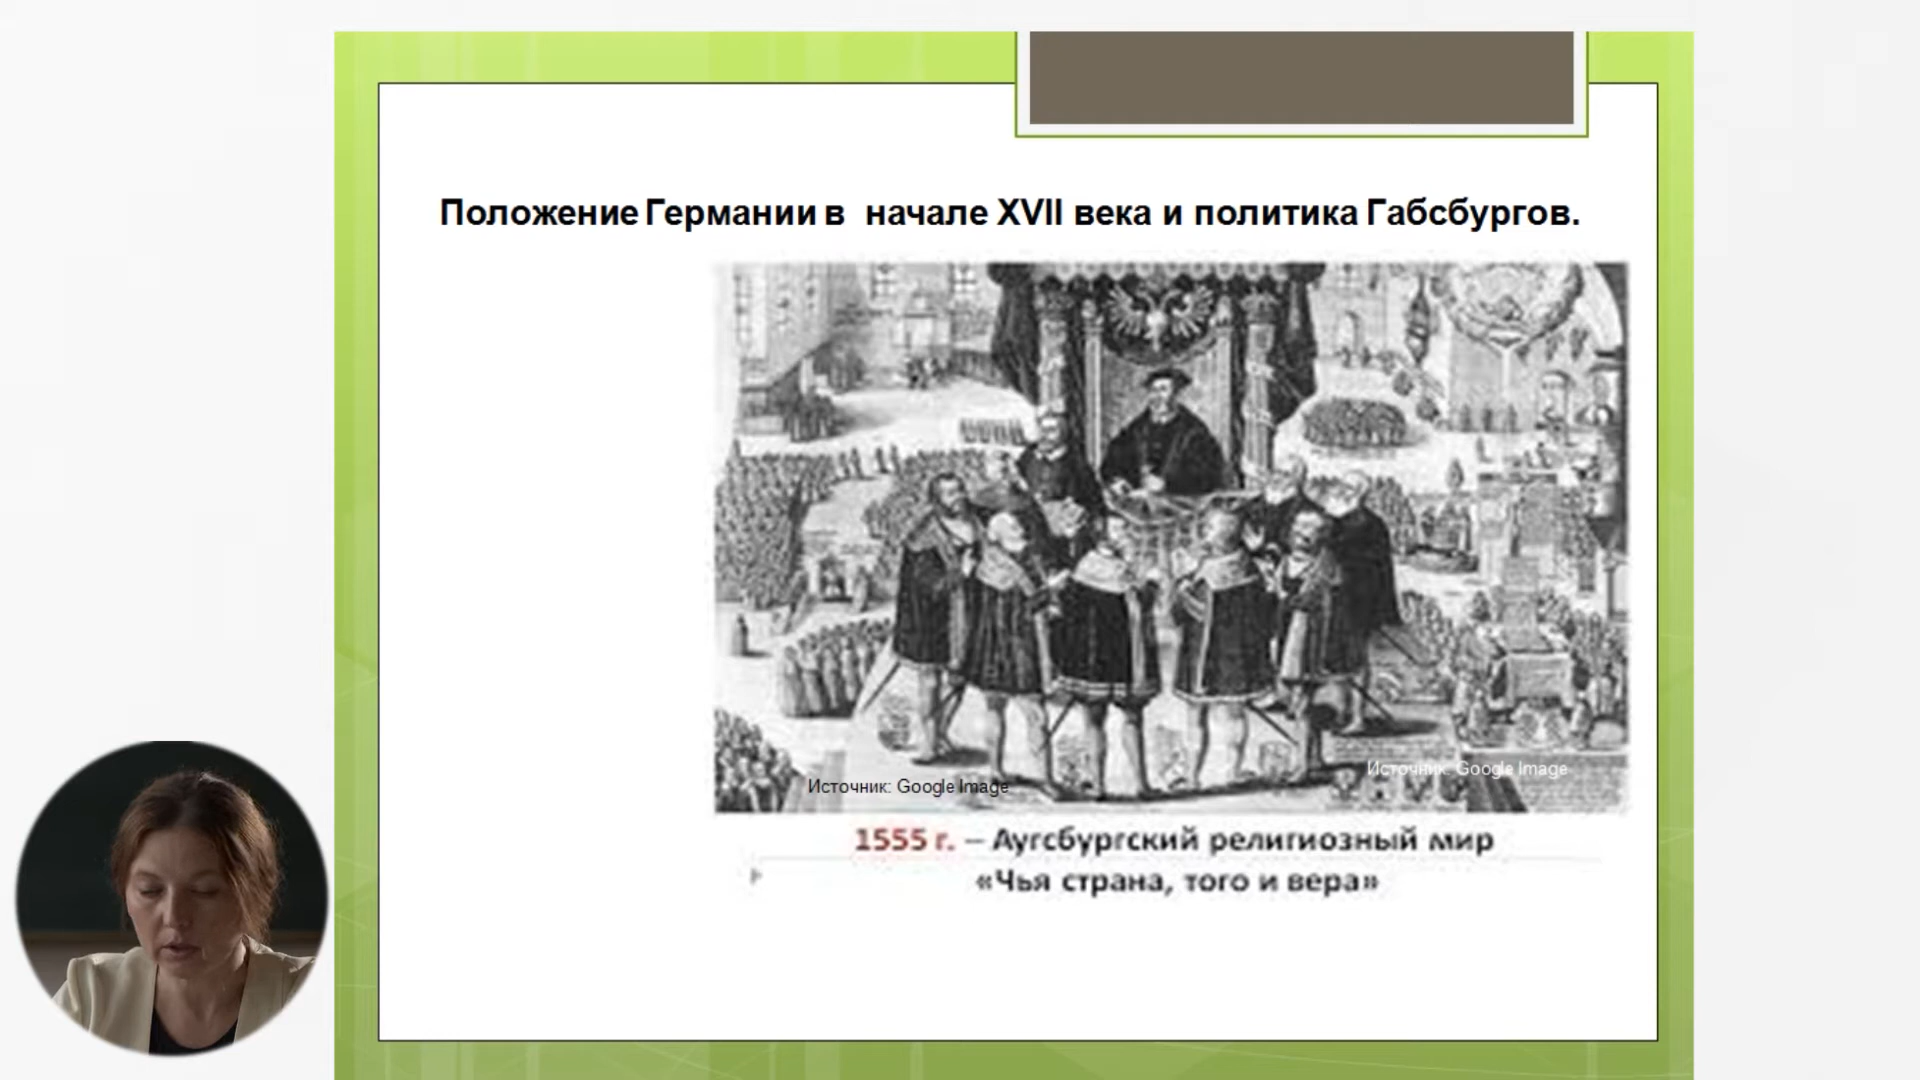 Положение Германии в начале XVII века и политика Габсбургов.
Источник: Google Image
Источник: Google Image
1555 г. – Аугсбургский религиозный мир
«Чья страна, того и вера»